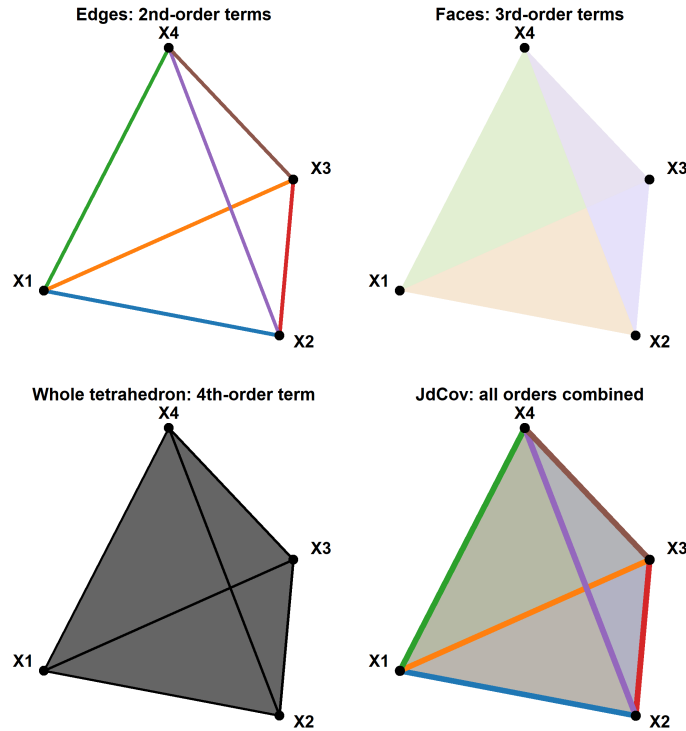 Edges: 2nd-order terms
X4
X3
X1
X2
Faces: 3rd-order terms
X4
X3
X1
X2
Whole tetrahedron: 4th-order term
X4
X3
X1
X2
JdCov: all orders combined
X4
X3
X1
X2